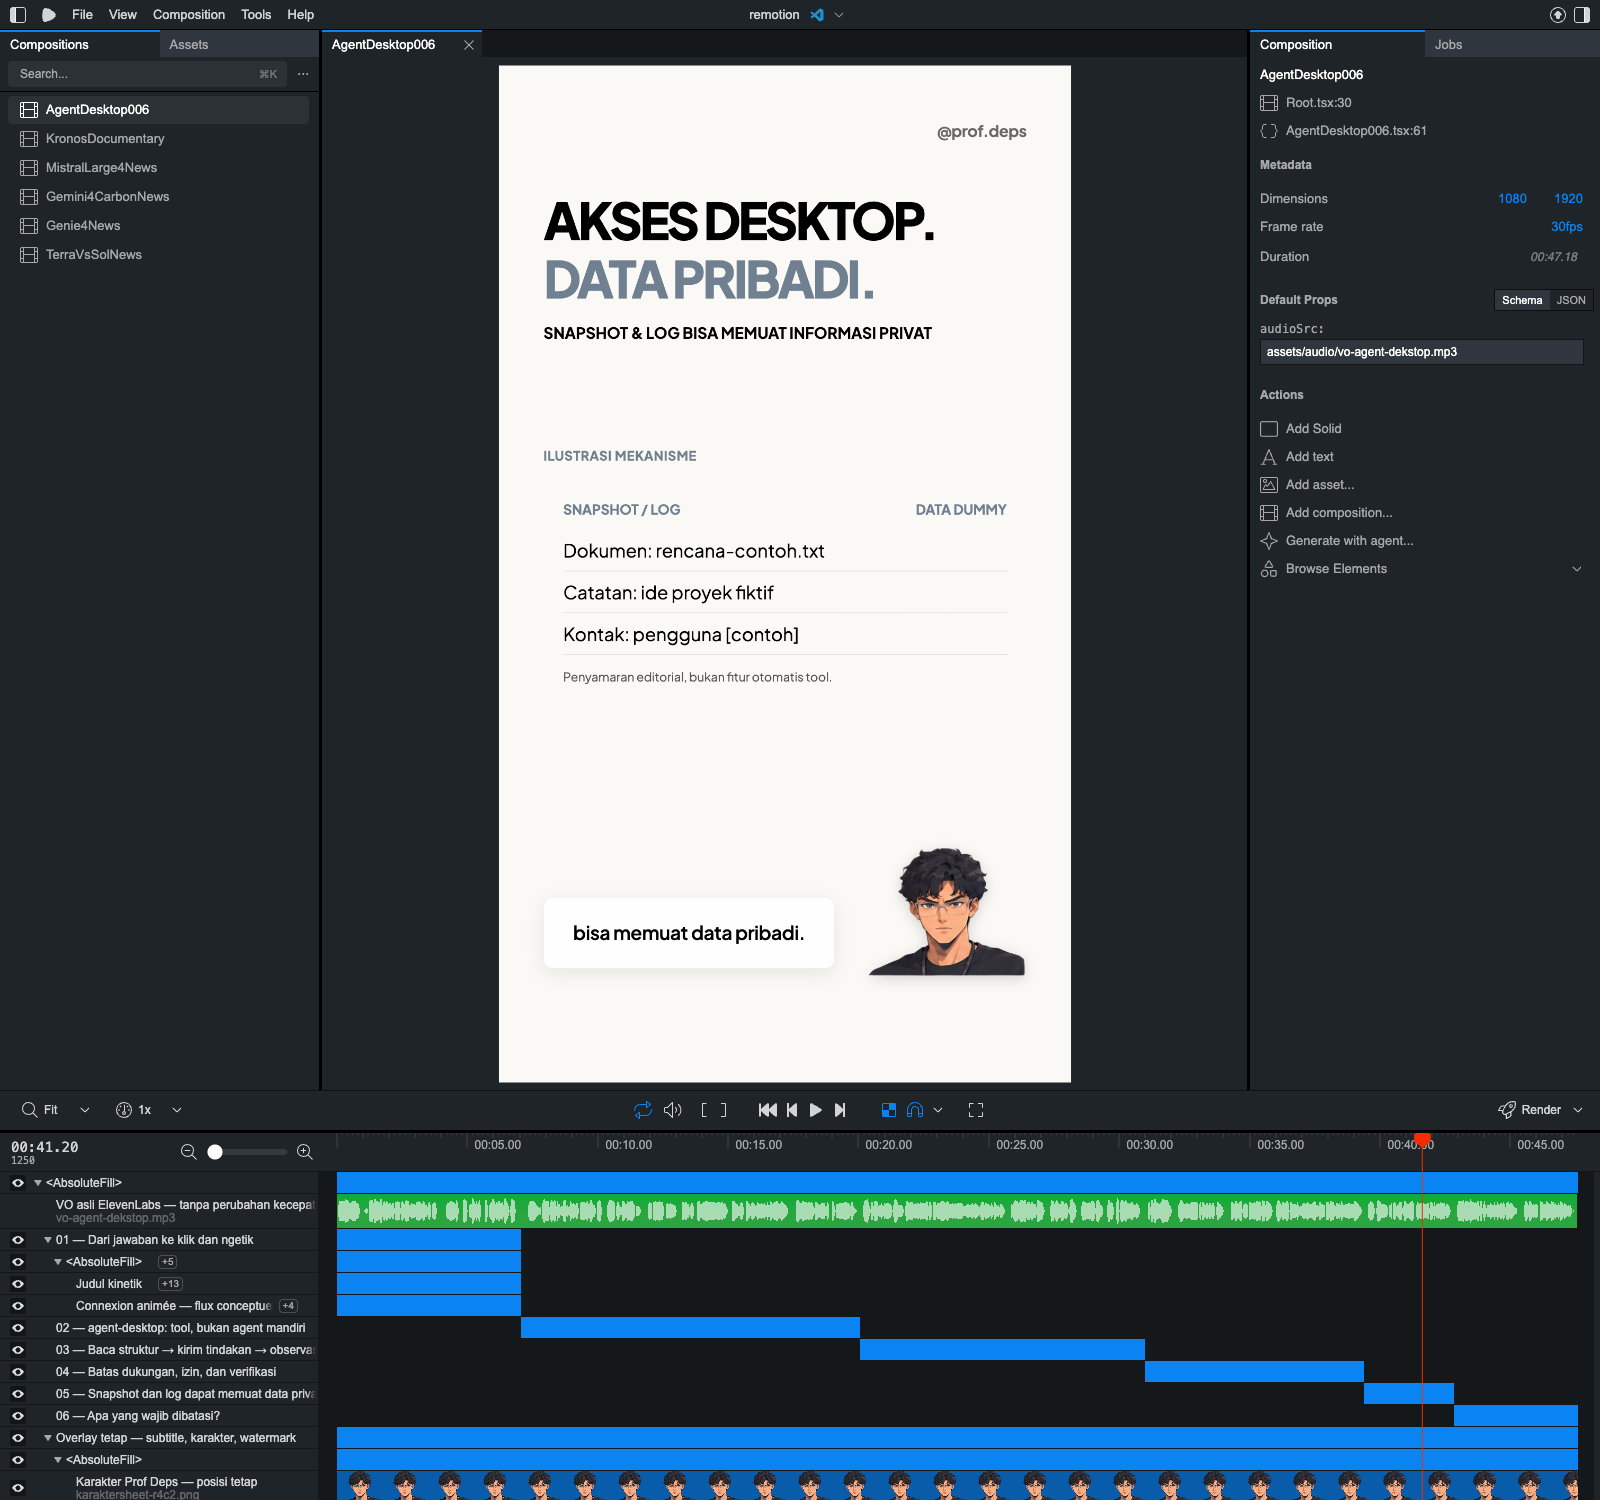 File View Composition Tools Help
remotion
Compositions
Assets
Search...
⌘K
AgentDesktop006
KronosDocumentary
MistralLarge4News
Gemini4CarbonNews
Genie4News
TerraVsSolNews
AgentDesktop006
@prof.deps
AKSES DESKTOP.
DATA PRIBADI.
SNAPSHOT & LOG BISA MEMUAT INFORMASI PRIVAT
ILUSTRASI MEKANISME
SNAPSHOT / LOG
DATA DUMMY
Dokumen: rencana-contoh.txt
Catatan: ide proyek fiktif
Kontak: pengguna [contoh]
Penyamaran editorial, bukan fitur otomatis tool.
bisa memuat data pribadi.
Composition
Jobs
AgentDesktop006
Root.tsx:30
AgentDesktop006.tsx:61
Metadata
Dimensions 1080 1920
Frame rate 30fps
Duration 00:47.18
Default Props Schema JSON
audioSrc:
assets/audio/vo-agent-dekstop.mp3
Actions
Add Solid
Add text
Add asset...
Add composition...
Generate with agent...
Browse Elements
Fit
1x
Render
00:41.20
1250
00:05.00 00:10.00 00:15.00 00:20.00 00:25.00 00:30.00 00:35.00 00:40.00 00:45.00
<AbsoluteFill>
VO asli ElevenLabs — tanpa perubahan kecepat
vo-agent-dekstop.mp3
01 — Dari jawaban ke klik dan ngetik
<AbsoluteFill> +5
Judul kinetik +13
Connexion animée — flux conceptue +4
02 — agent-desktop: tool, bukan agent mandiri
03 — Baca struktur → kirim tindakan → observa
04 — Batas dukungan, izin, dan verifikasi
05 — Snapshot dan log dapat memuat data priva
06 — Apa yang wajib dibatasi?
Overlay tetap — subtitle, karakter, watermark
<AbsoluteFill>
Karakter Prof Deps — posisi tetap
karaktersheet-r4c2.png